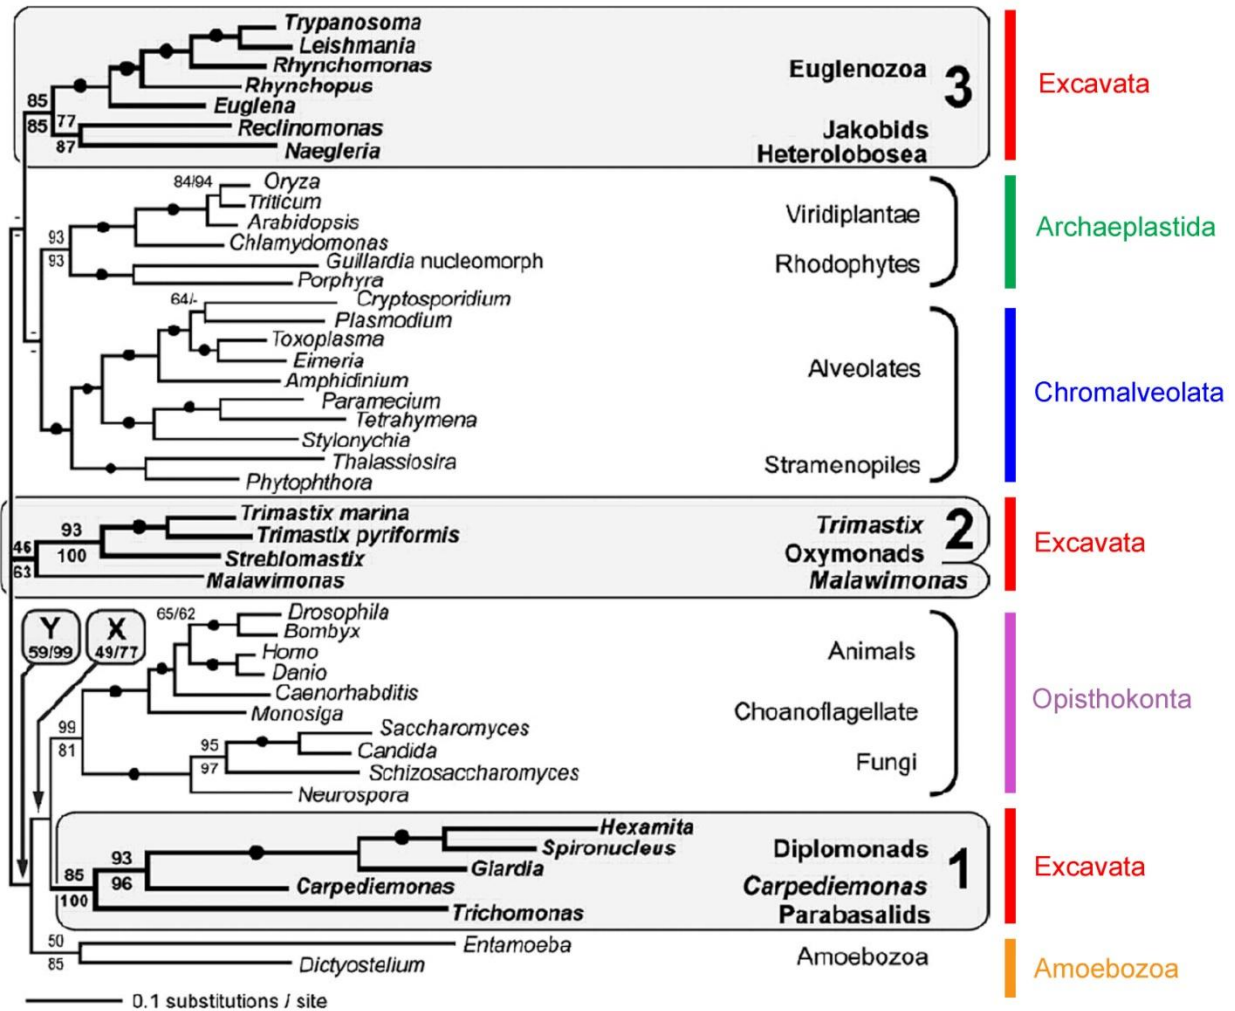 Trypanosoma
Leishmania
Rhynchomonas
Rhynchopus
Euglena
Reclinomonas
Naegleria
85
85
77
87
Euglenozoa
Jakobids
Heterolobosea
3
Excavata
84/94
Oryza
Triticum
Arabidopsis
Chlamydomonas
Guillardia nucleomorph
Porphyra
93
93
Viridiplantae
Rhodophytes
Archaeplastida
-
-
-
-
64/-
Cryptosporidium
Plasmodium
Toxoplasma
Eimeria
Amphidinium
Paramecium
Tetrahymena
Stylonychia
Thalassiosira
Phytophthora
Alveolates
Stramenopiles
Chromalveolata
Trimastix marina
Trimastix pyriformis
Streblomastix
Malawimonas
93
100
46
63
Trimastix
Oxymonads
Malawimonas
2
Excavata
Y
59/99
X
49/77
65/62
Drosophila
Bombyx
Homo
Danio
Caenorhabditis
Monosiga
Saccharomyces
Candida
Schizosaccharomyces
Neurospora
99
81
95
97
Animals
Choanoflagellate
Fungi
Opisthokonta
Hexamita
Spironucleus
Giardia
Carpediemonas
Trichomonas
93
96
85
100
Diplomonads
Carpediemonas
Parabasalids
1
Excavata
50
85
Entamoeba
Dictyostelium
Amoebozoa
Amoebozoa
0.1 substitutions / site